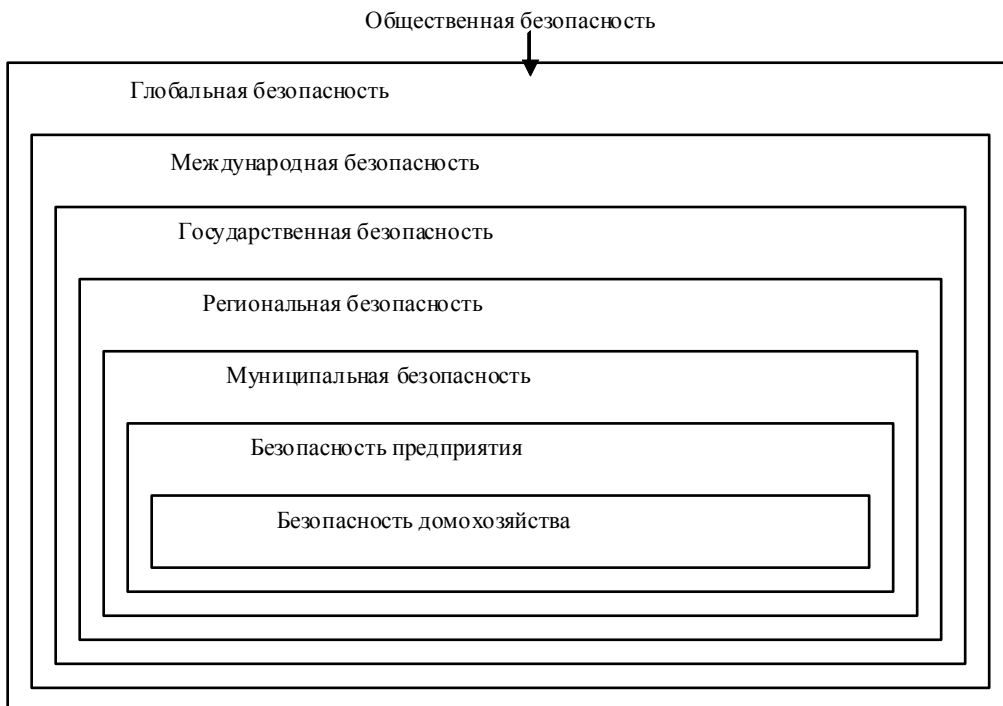 Общественная безопасность
Глобальная безопасность
Международная безопасность
Государственная безопасность
Региональная безопасность
Муниципальная безопасность
Безопасность предприятия
Безопасность домохозяйства